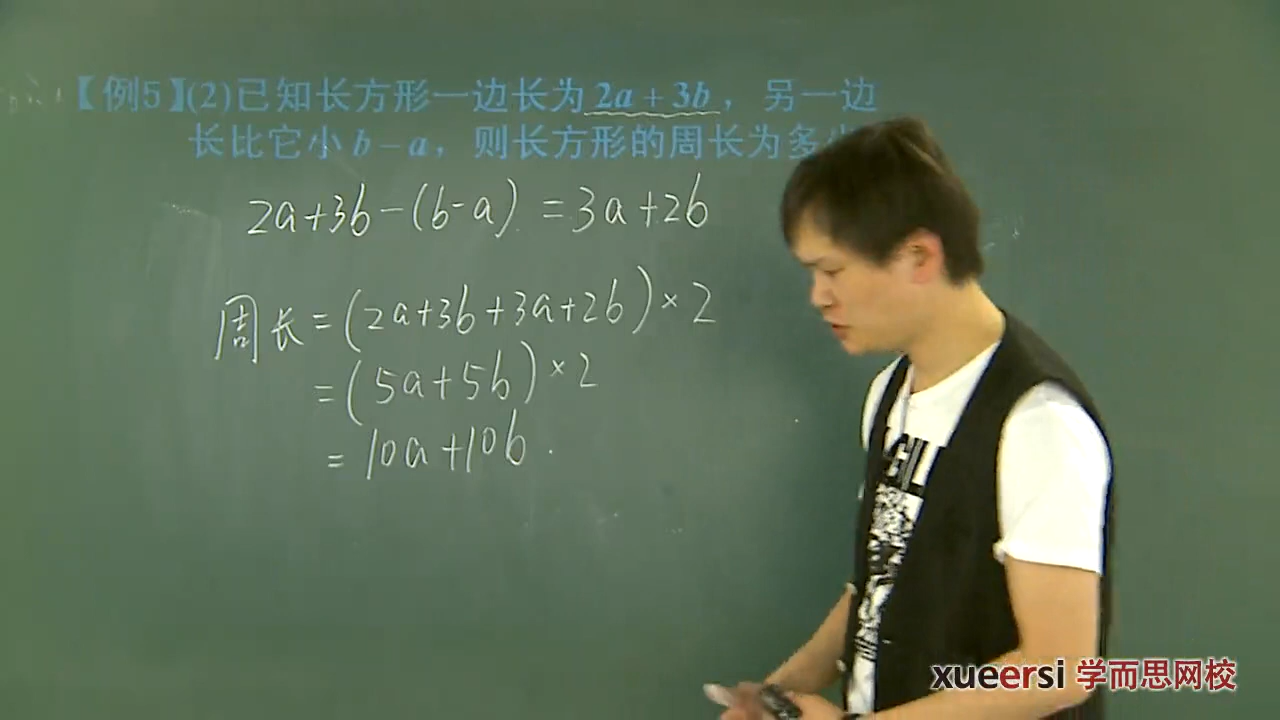 【例5】(2)已知长方形一边长为2a+3b，另一边
长比它小b-a，则长方形的周长为多
2a+3b-(b-a)=3a+2b
周长=(2a+3b+3a+2b)×2
=(5a+5b)×2
=10a+10b.
xueersi 学而思网校